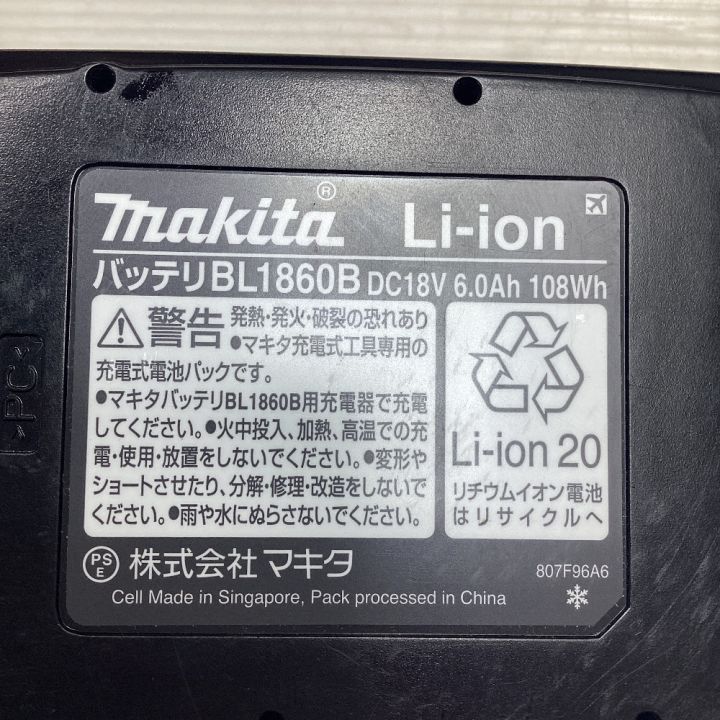 makita® Li-ion
バッテリBL1860B DC18V 6.0Ah 108Wh
警告 発熱・発火・破裂の恐れあり
●マキタ充電式工具専用の
充電式電池パックです。
●マキタバッテリBL1860B用充電器で充電
してください。●火中投入、加熱、高温での充
電・使用・放置をしないでください。●変形や
ショートさせたり、分解・修理・改造をしないで
ください。●雨や水にぬらさないでください。
Li-ion 20
リチウムイオン電池
はリサイクルへ
PSE 株式会社 マキタ
807F96A6
Cell Made in Singapore, Pack processed in China
>PC<